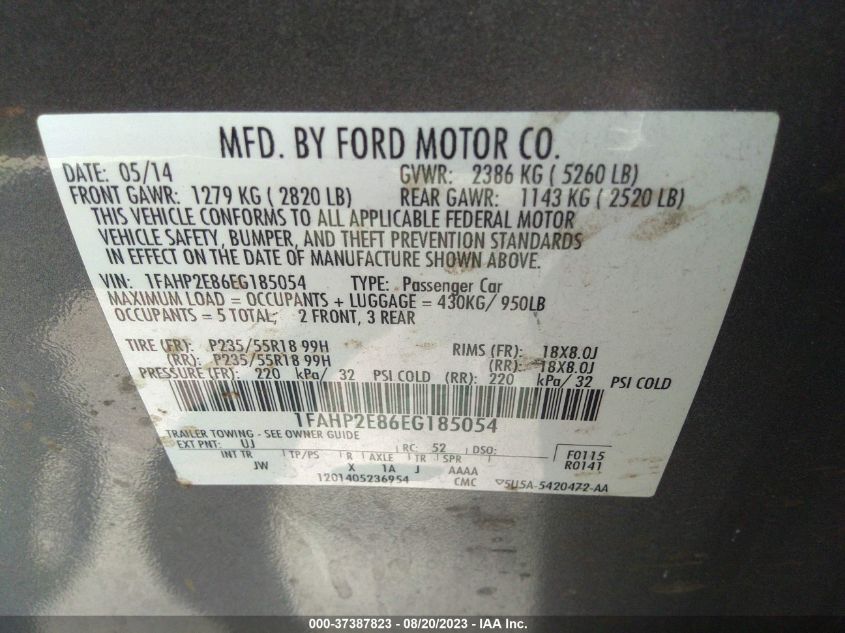 MFD. BY FORD MOTOR CO.
DATE: 05/14 GVWR: 2386 KG ( 5260 LB)
FRONT GAWR: 1279 KG ( 2820 LB) REAR GAWR: 1143 KG ( 2520 LB)
THIS VEHICLE CONFORMS TO ALL APPLICABLE FEDERAL MOTOR
VEHICLE SAFETY, BUMPER, AND THEFT PREVENTION STANDARDS
IN EFFECT ON THE DATE OF MANUFACTURE SHOWN ABOVE.
VIN: 1FAHP2E86EG185054 TYPE: Passenger Car
MAXIMUM LOAD = OCCUPANTS + LUGGAGE = 430KG/ 950LB
OCCUPANTS = 5 TOTAL; 2 FRONT, 3 REAR
TIRE (FR): P235/55R18 99H RIMS (FR): 18X8.0J
(RR): P235/55R18 99H (RR): 18X8.0J
PRESSURE (FR): 220 kPa/ 32 PSI COLD (RR): 220 kPa/ 32 PSI COLD
1FAHP2E86EG185054
TRAILER TOWING - SEE OWNER GUIDE
EXT PNT: UJ RC: 52 DSO: F0115
INT TR TP/PS R AXLE TR SPR R0141
JW X 1A J AAAA
1201405236954 CMC 5U5A-5420472-AA
000-37387823 - 08/20/2023 - IAA Inc.